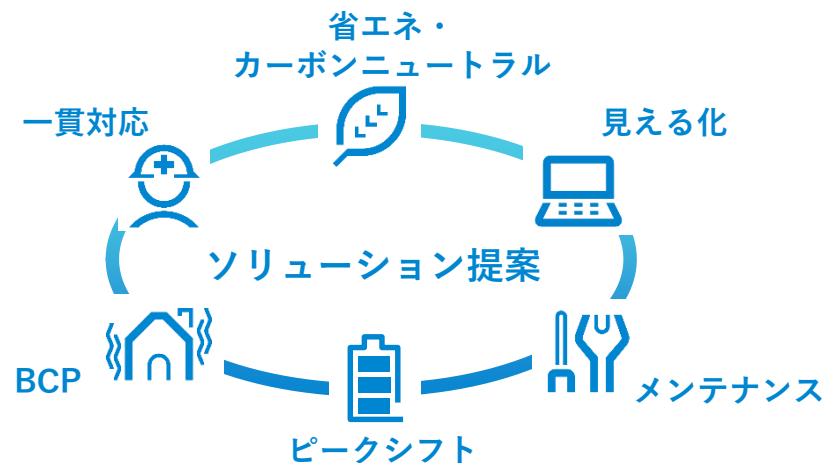 省エネ・
カーボンニュートラル
一貫対応
見える化
ソリューション提案
BCP
メンテナンス
ピークシフト